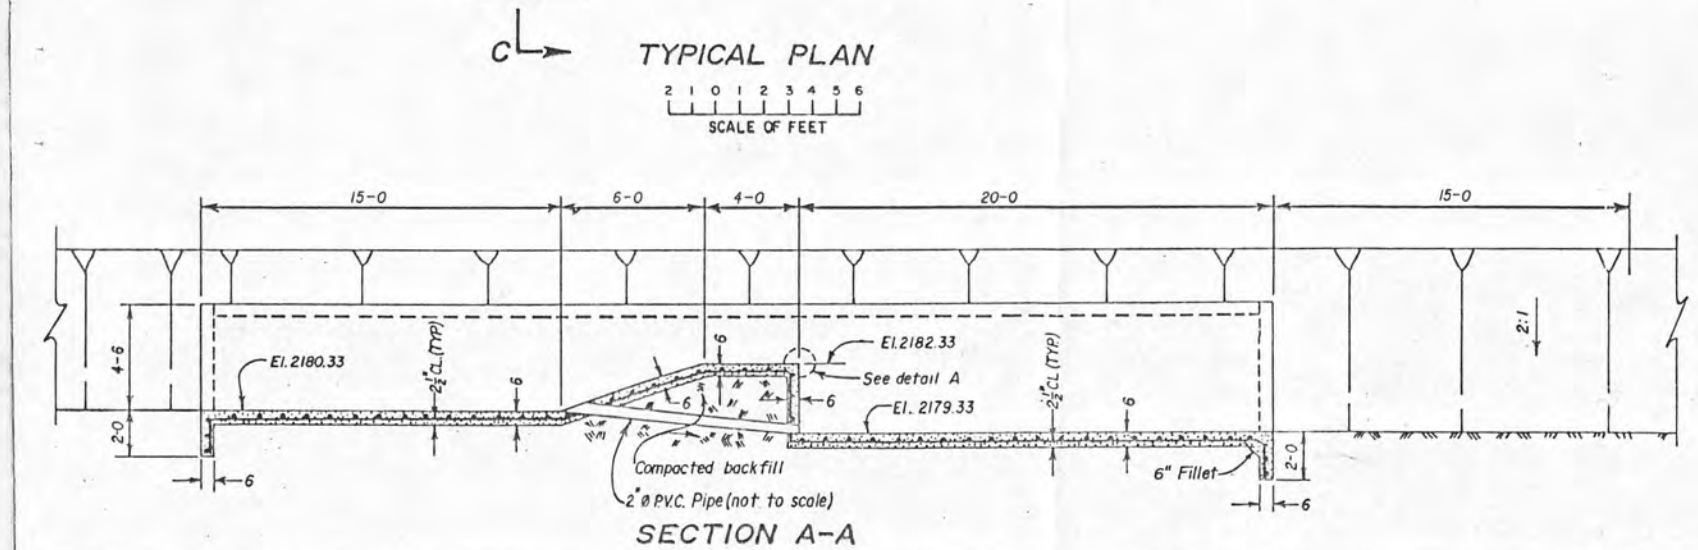 C
TYPICAL PLAN
2 1 0 1 2 3 4 5 6
SCALE OF FEET
15-0 6-0 4-0 20-0 15-0
4-6
El. 2180.33
2½" CL.(TYP)
6
6
6
El. 2182.33
See detail A
6
El. 2179.33
2½" CL (TYP)
6
2:1
2-0
6
Compacted backfill
2"ø P.V.C. Pipe (not to scale)
6" Fillet
2-0
6
SECTION A-A